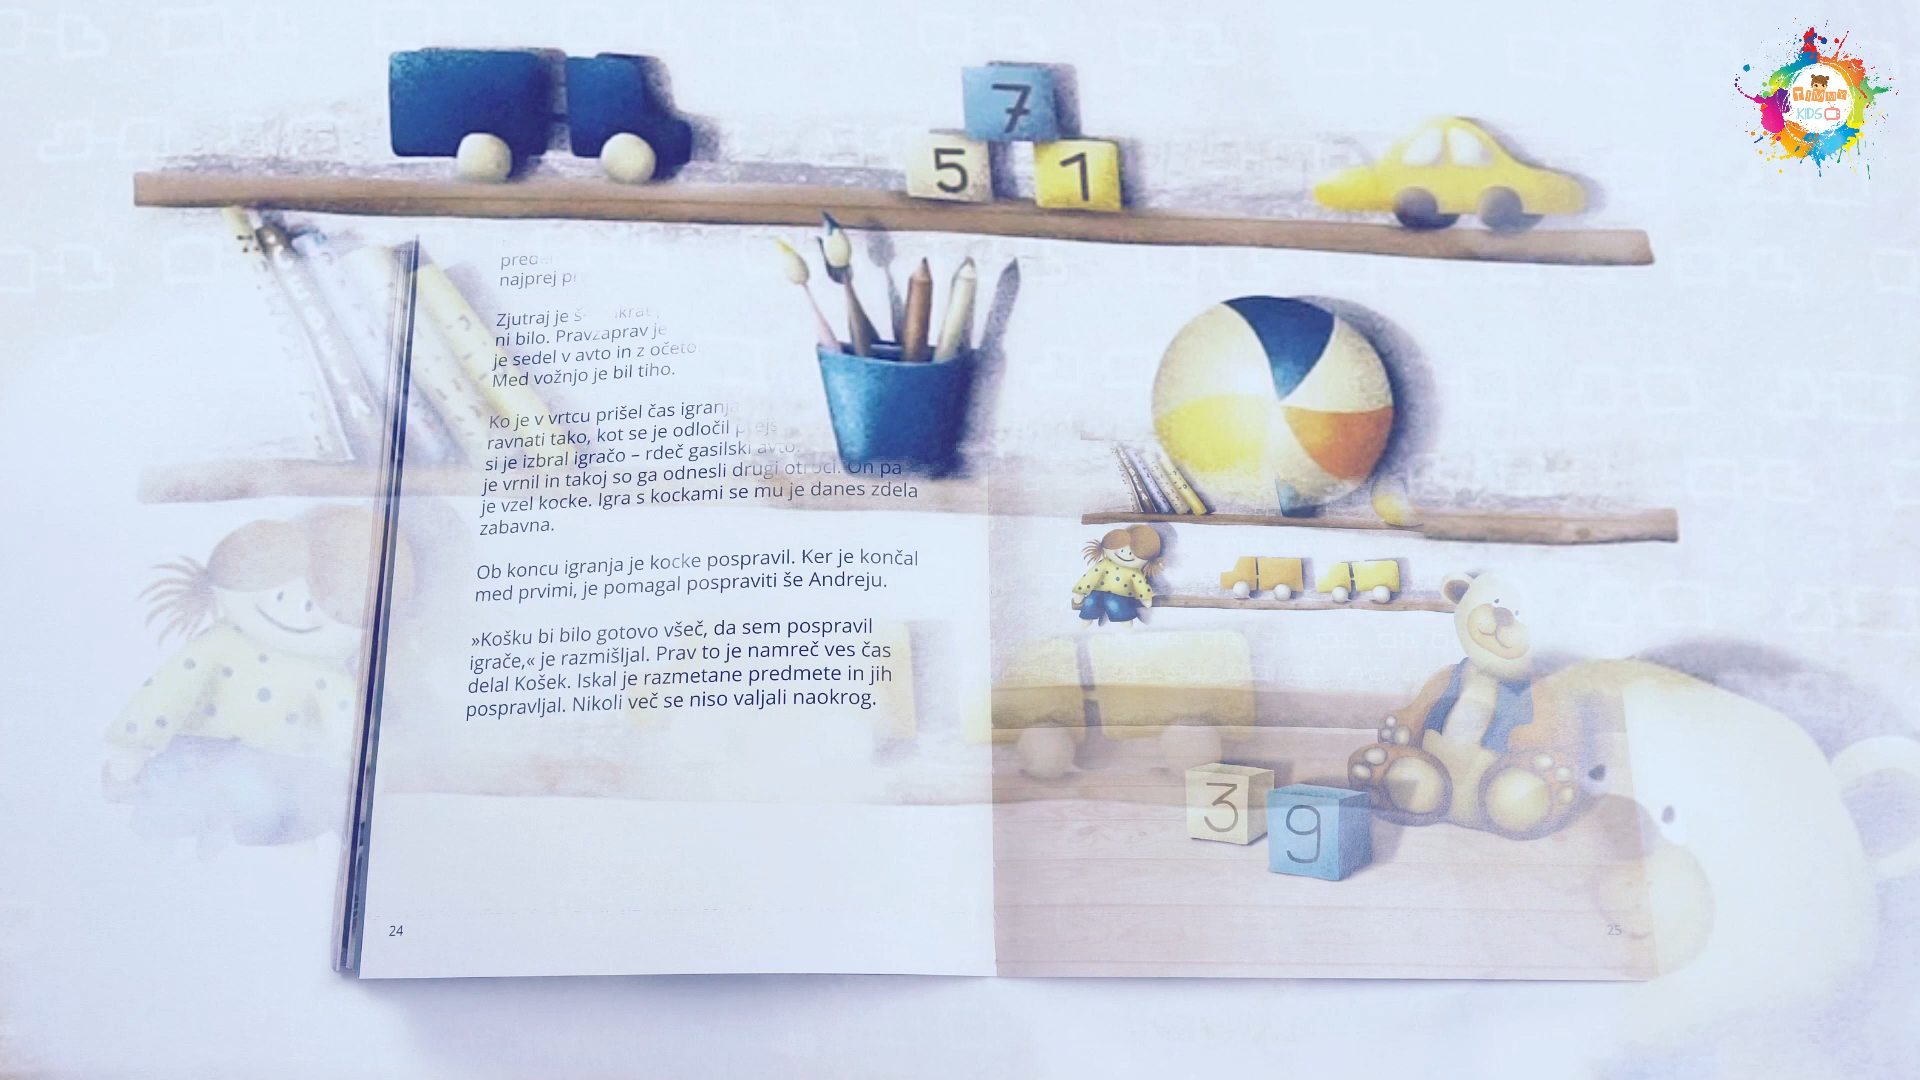 najprej
Zjutraj je
ni bilo. Pravzaprav je
je sedel v avto in z očeto
Med vožnjo je bil tiho.
Ko je v vrtcu prišel čas igranja
ravnati tako, kot se je odločil prejš
si je izbral igračo – rdeč gasilski avto.
je vrnil in takoj so ga odnesli drugi otroci. On pa
je vzel kocke. Igra s kockami se mu je danes zdela
zabavna.
Ob koncu igranja je kocke pospravil. Ker je končal
med prvimi, je pomagal pospraviti še Andreju.
»Košku bi bilo gotovo všeč, da sem pospravil
igrače,« je razmišljal. Prav to je namreč ves čas
delal Košek. Iskal je razmetane predmete in jih
pospravljal. Nikoli več se niso valjali naokrog.
24
25
7
5 1
3 9
TIMMY
KIDS